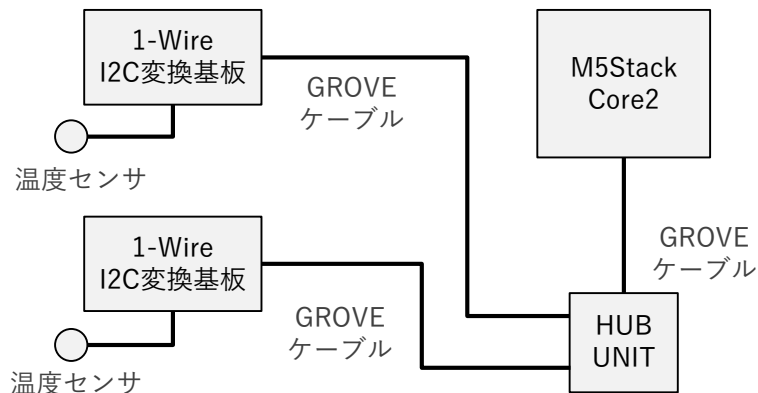 1-Wire
I2C変換基板
GROVE
ケーブル
M5Stack
Core2
温度センサ
1-Wire
I2C変換基板
GROVE
ケーブル
GROVE
ケーブル
HUB
UNIT
温度センサ